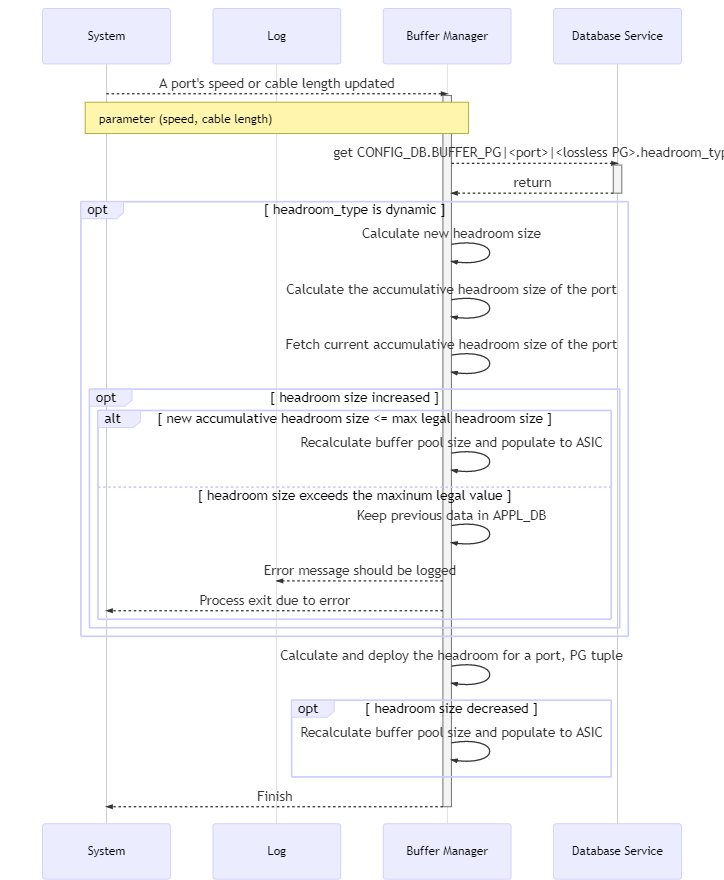 System Log Buffer Manager Database Service
A port's speed or cable length updated
parameter (speed, cable length)
get CONFIG_DB.BUFFER_PG|<port>|<lossless PG>.headroom_typ
return
opt [ headroom_type is dynamic ]
Calculate new headroom size
Calculate the accumulative headroom size of the port
Fetch current accumulative headroom size of the port
opt [ headroom size increased ]
alt [ new accumulative headroom size <= max legal headroom size ]
Recalculate buffer pool size and populate to ASIC
[ headroom size exceeds the maxinum legal value ]
Keep previous data in APPL_DB
Error message should be logged
Process exit due to error
Calculate and deploy the headroom for a port, PG tuple
opt [ headroom size decreased ]
Recalculate buffer pool size and populate to ASIC
Finish
System Log Buffer Manager Database Service